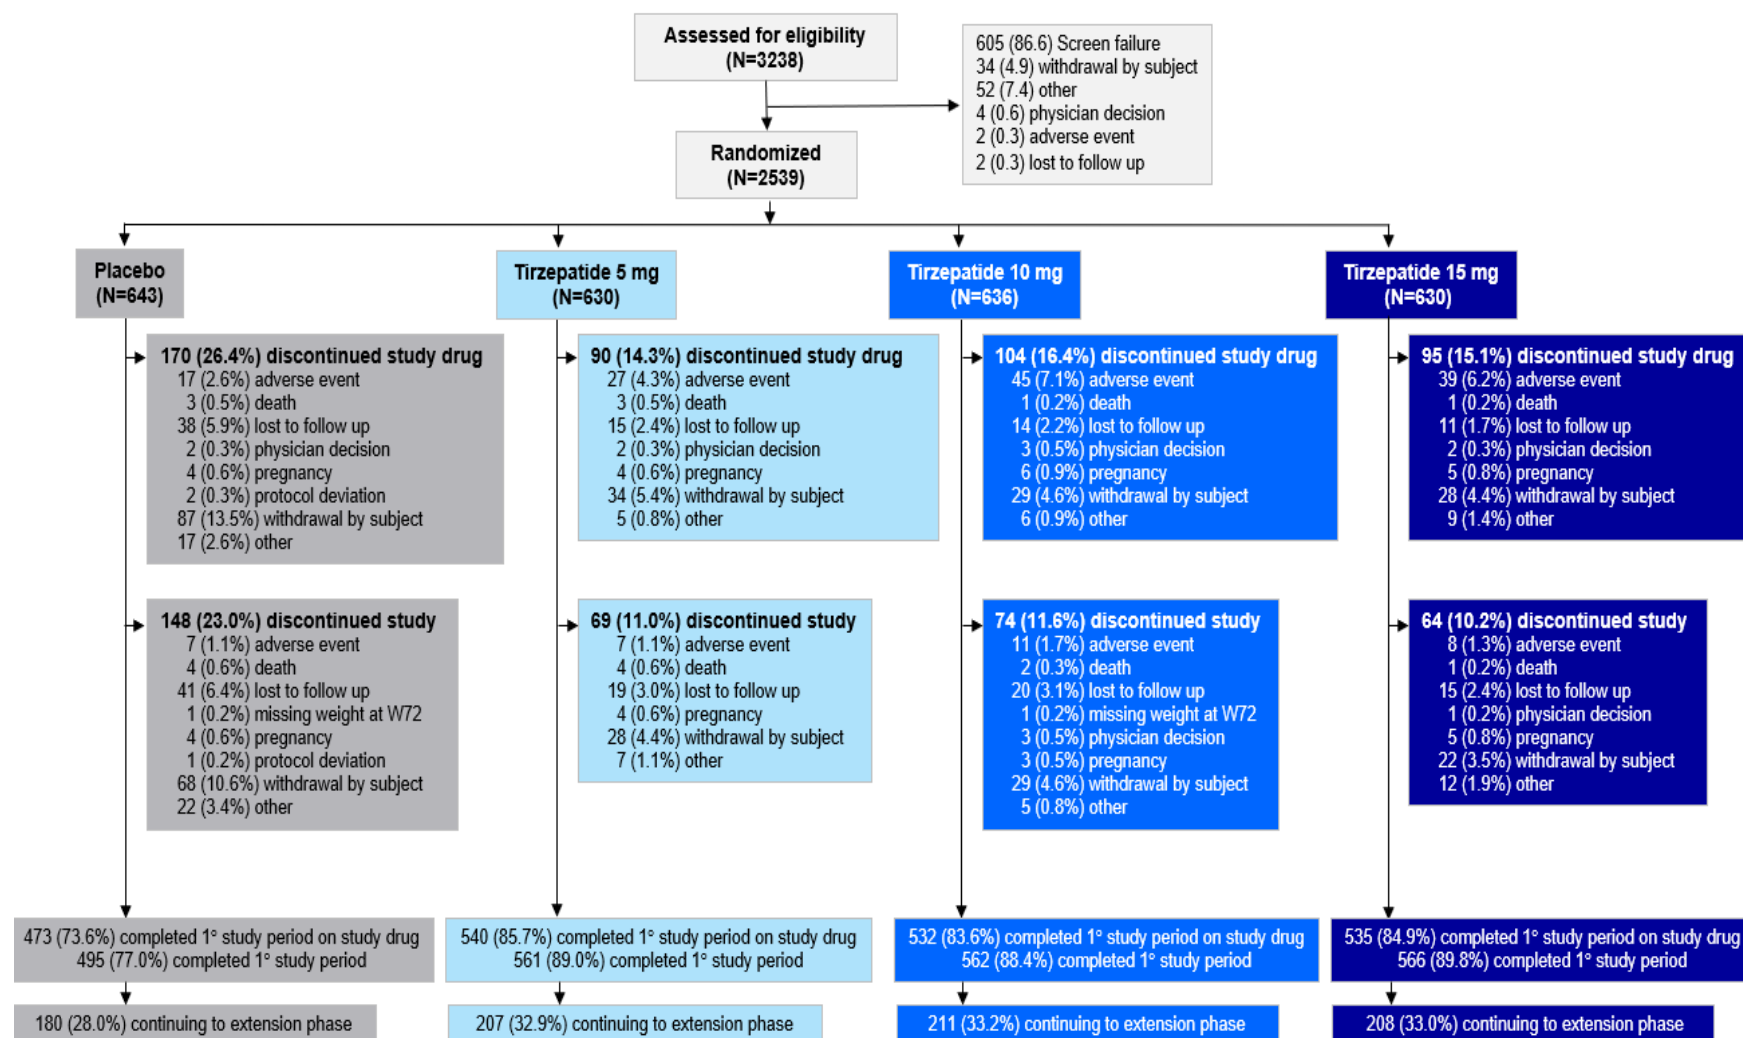 Assessed for eligibility
(N=3238)
605 (86.6) Screen failure
34 (4.9) withdrawal by subject
52 (7.4) other
4 (0.6) physician decision
2 (0.3) adverse event
2 (0.3) lost to follow up
Randomized
(N=2539)
Placebo
(N=643)
Tirzepatide 5 mg
(N=630)
Tirzepatide 10 mg
(N=636)
Tirzepatide 15 mg
(N=630)
170 (26.4%) discontinued study drug
17 (2.6%) adverse event
3 (0.5%) death
38 (5.9%) lost to follow up
2 (0.3%) physician decision
4 (0.6%) pregnancy
2 (0.3%) protocol deviation
87 (13.5%) withdrawal by subject
17 (2.6%) other
90 (14.3%) discontinued study drug
27 (4.3%) adverse event
3 (0.5%) death
15 (2.4%) lost to follow up
2 (0.3%) physician decision
4 (0.6%) pregnancy
34 (5.4%) withdrawal by subject
5 (0.8%) other
104 (16.4%) discontinued study drug
45 (7.1%) adverse event
1 (0.2%) death
14 (2.2%) lost to follow up
3 (0.5%) physician decision
6 (0.9%) pregnancy
29 (4.6%) withdrawal by subject
6 (0.9%) other
95 (15.1%) discontinued study drug
39 (6.2%) adverse event
1 (0.2%) death
11 (1.7%) lost to follow up
2 (0.3%) physician decision
5 (0.8%) pregnancy
28 (4.4%) withdrawal by subject
9 (1.4%) other
148 (23.0%) discontinued study
7 (1.1%) adverse event
4 (0.6%) death
41 (6.4%) lost to follow up
1 (0.2%) missing weight at W72
4 (0.6%) pregnancy
1 (0.2%) protocol deviation
68 (10.6%) withdrawal by subject
22 (3.4%) other
69 (11.0%) discontinued study
7 (1.1%) adverse event
4 (0.6%) death
19 (3.0%) lost to follow up
4 (0.6%) pregnancy
28 (4.4%) withdrawal by subject
7 (1.1%) other
74 (11.6%) discontinued study
11 (1.7%) adverse event
2 (0.3%) death
20 (3.1%) lost to follow up
1 (0.2%) missing weight at W72
3 (0.5%) physician decision
3 (0.5%) pregnancy
29 (4.6%) withdrawal by subject
5 (0.8%) other
64 (10.2%) discontinued study
8 (1.3%) adverse event
1 (0.2%) death
15 (2.4%) lost to follow up
1 (0.2%) physician decision
5 (0.8%) pregnancy
22 (3.5%) withdrawal by subject
12 (1.9%) other
473 (73.6%) completed 1° study period on study drug
495 (77.0%) completed 1° study period
540 (85.7%) completed 1° study period on study drug
561 (89.0%) completed 1° study period
532 (83.6%) completed 1° study period on study drug
562 (88.4%) completed 1° study period
535 (84.9%) completed 1° study period on study drug
566 (89.8%) completed 1° study period
180 (28.0%) continuing to extension phase
207 (32.9%) continuing to extension phase
211 (33.2%) continuing to extension phase
208 (33.0%) continuing to extension phase